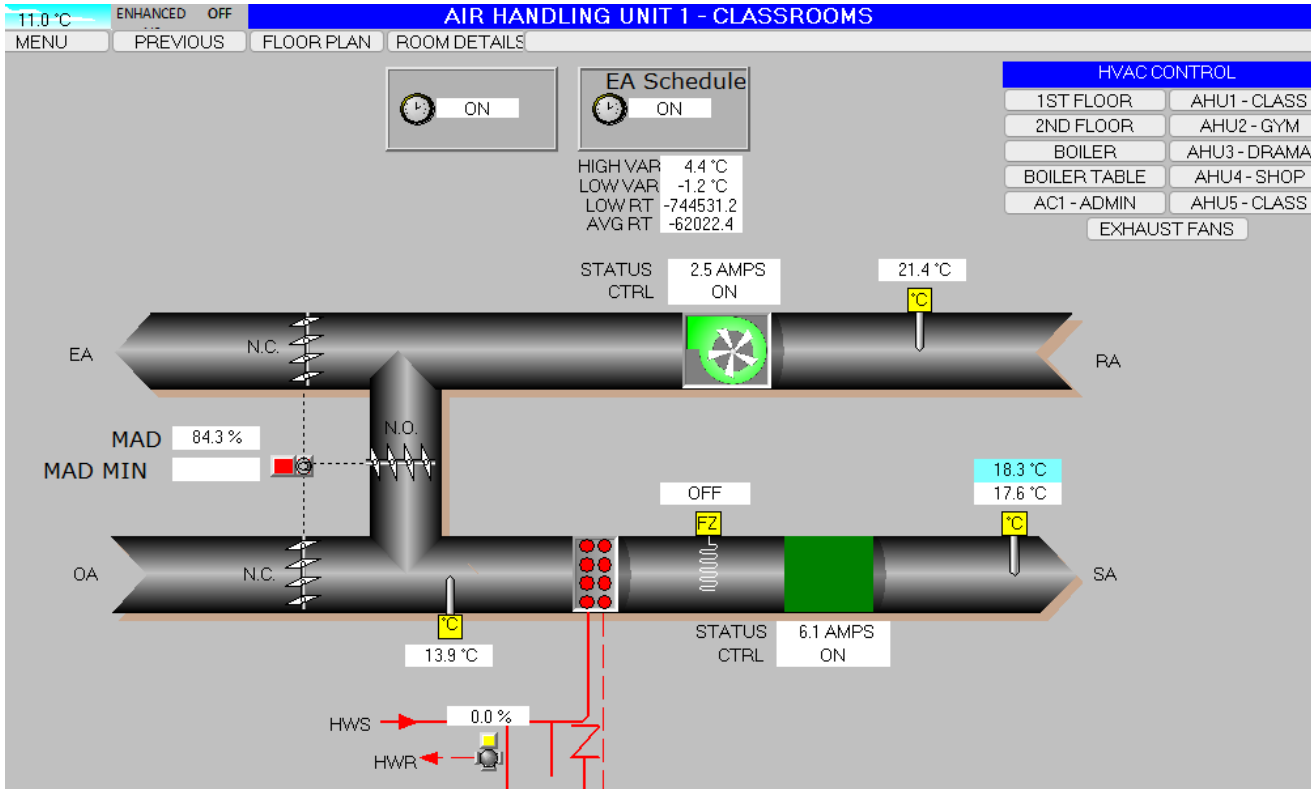 11.0 °C ENHANCED OFF AIR HANDLING UNIT 1 - CLASSROOMS
MENU PREVIOUS FLOOR PLAN ROOM DETAILS
HVAC CONTROL
1ST FLOOR AHU1 - CLASS
2ND FLOOR AHU2 - GYM
BOILER AHU3 - DRAMA
BOILER TABLE AHU4 - SHOP
AC1 - ADMIN AHU5 - CLASS
EXHAUST FANS
ON
EA Schedule
ON
HIGH VAR 4.4 °C
LOW VAR -1.2 °C
LOW RT -744531.2
AVG RT -62022.4
STATUS 2.5 AMPS
CTRL ON
21.4 °C
°C
EA N.C. RA
MAD 84.3 %
MAD MIN
N.O.
18.3 °C
17.6 °C
°C
OFF
FZ
OA N.C. SA
°C
13.9 °C
STATUS 6.1 AMPS
CTRL ON
HWS 0.0 %
HWR